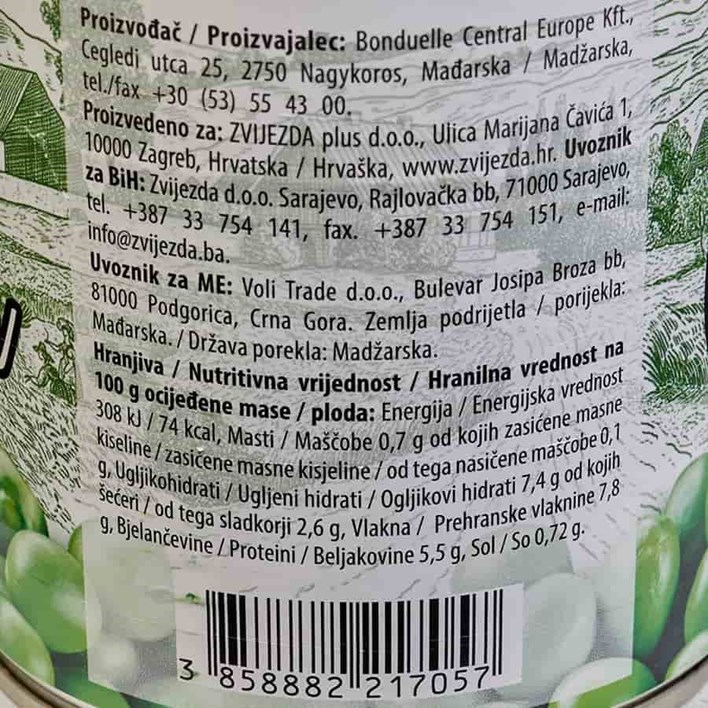 Proizvođač / Proizvajalec: Bonduelle Central Europe Kft.,
Cegledi utca 25, 2750 Nagykoros, Mađarska / Madžarska,
tel./fax +30 (53) 55 43 00.
Proizvedeno za: ZVIJEZDA plus d.o.o., Ulica Marijana Čavića 1,
10000 Zagreb, Hrvatska / Hrvaška, www.zvijezda.hr. Uvoznik
za BiH: Zvijezda d.o.o. Sarajevo, Rajlovačka bb, 71000 Sarajevo,
tel. +387 33 754 141, fax. +387 33 754 151, e-mail:
info@zvijezda.ba.
Uvoznik za ME: Voli Trade d.o.o., Bulevar Josipa Broza bb,
81000 Podgorica, Crna Gora. Zemlja podrijetla / porijekla:
Mađarska. / Država porekla: Madžarska.
Hranjiva / Nutritivna vrijednost / Hranilna vrednost na
100 g ocijeđene mase / ploda: Energija / Energijska vrednost
308 kJ / 74 kcal, Masti / Maščobe 0,7 g od kojih zasićene masne
kiseline / zasićene masne kisjeline / od tega nasičene maščobe 0,1
g, Ugljikohidrati / Ugljeni hidrati / Ogljikovi hidrati 7,4 g od kojih
šećeri / od tega sladkorji 2,6 g, Vlakna / Prehranske vlaknine 7,8
g, Bjelančevine / Proteini / Beljakovine 5,5 g, Sol / So 0,72 g.
3 858882 217057